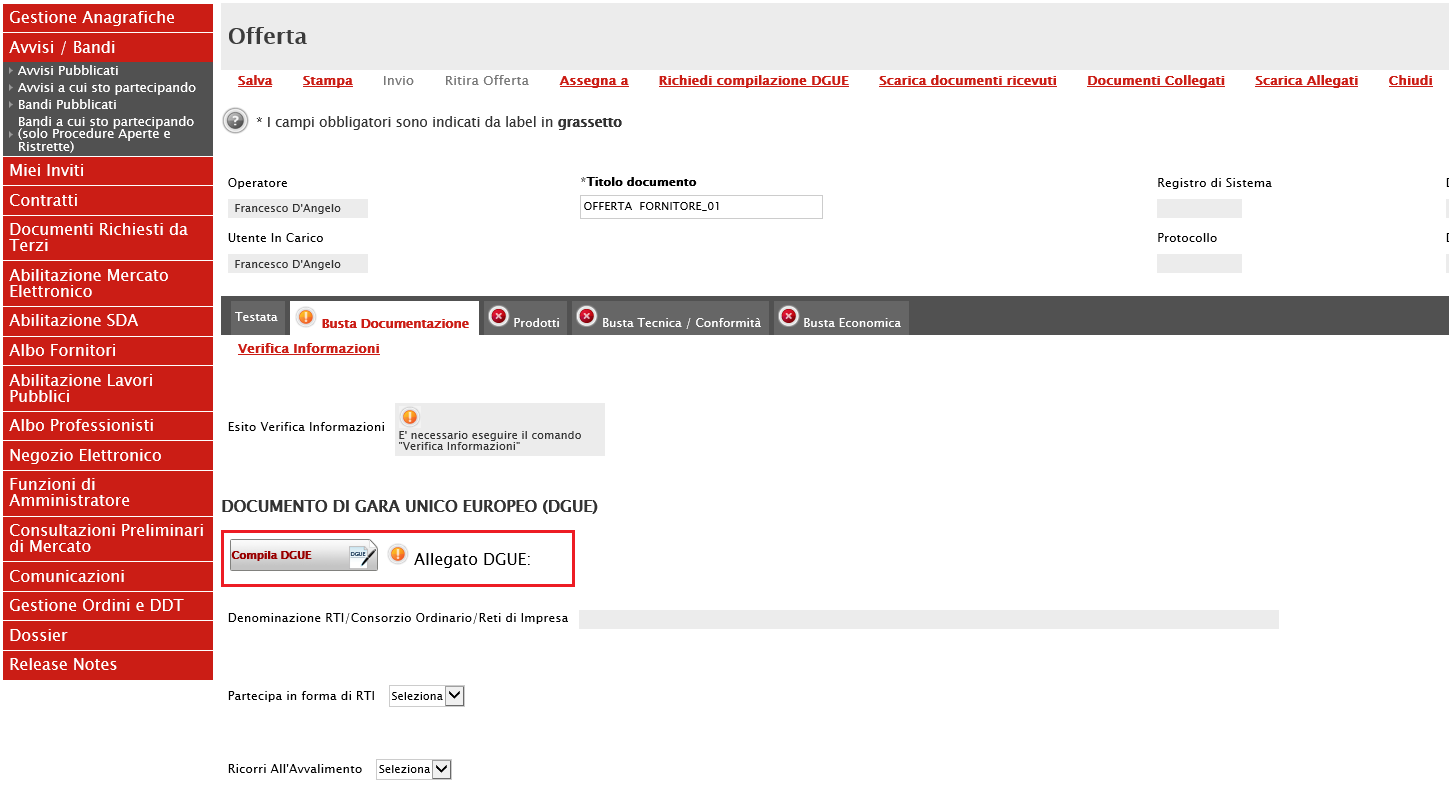 Gestione Anagrafiche
Avvisi / Bandi
Avvisi Pubblicati
Avvisi a cui sto partecipando
Bandi Pubblicati
Bandi a cui sto partecipando
(solo Procedure Aperte e
Ristrette)
Miei Inviti
Contratti
Documenti Richiesti da
Terzi
Abilitazione Mercato
Elettronico
Abilitazione SDA
Albo Fornitori
Abilitazione Lavori
Pubblici
Albo Professionisti
Negozio Elettronico
Funzioni di
Amministratore
Consultazioni Preliminari
di Mercato
Comunicazioni
Gestione Ordini e DDT
Dossier
Release Notes
Offerta
Salva Stampa Invio Ritira Offerta Assegna a Richiedi compilazione DGUE Scarica documenti ricevuti Documenti Collegati Scarica Allegati Chiudi
? * I campi obbligatori sono indicati da label in grassetto
Operatore *Titolo documento Registro di Sistema
Francesco D'Angelo OFFERTA FORNITORE_01
Utente In Carico Protocollo
Francesco D'Angelo
Testata Busta Documentazione Prodotti Busta Tecnica / Conformità Busta Economica
Verifica Informazioni
Esito Verifica Informazioni
E' necessario eseguire il comando
"Verifica Informazioni"
DOCUMENTO DI GARA UNICO EUROPEO (DGUE)
Compila DGUE DGUE Allegato DGUE:
Denominazione RTI/Consorzio Ordinario/Reti di Impresa
Partecipa in forma di RTI Seleziona
Ricorri All'Avvalimento Seleziona